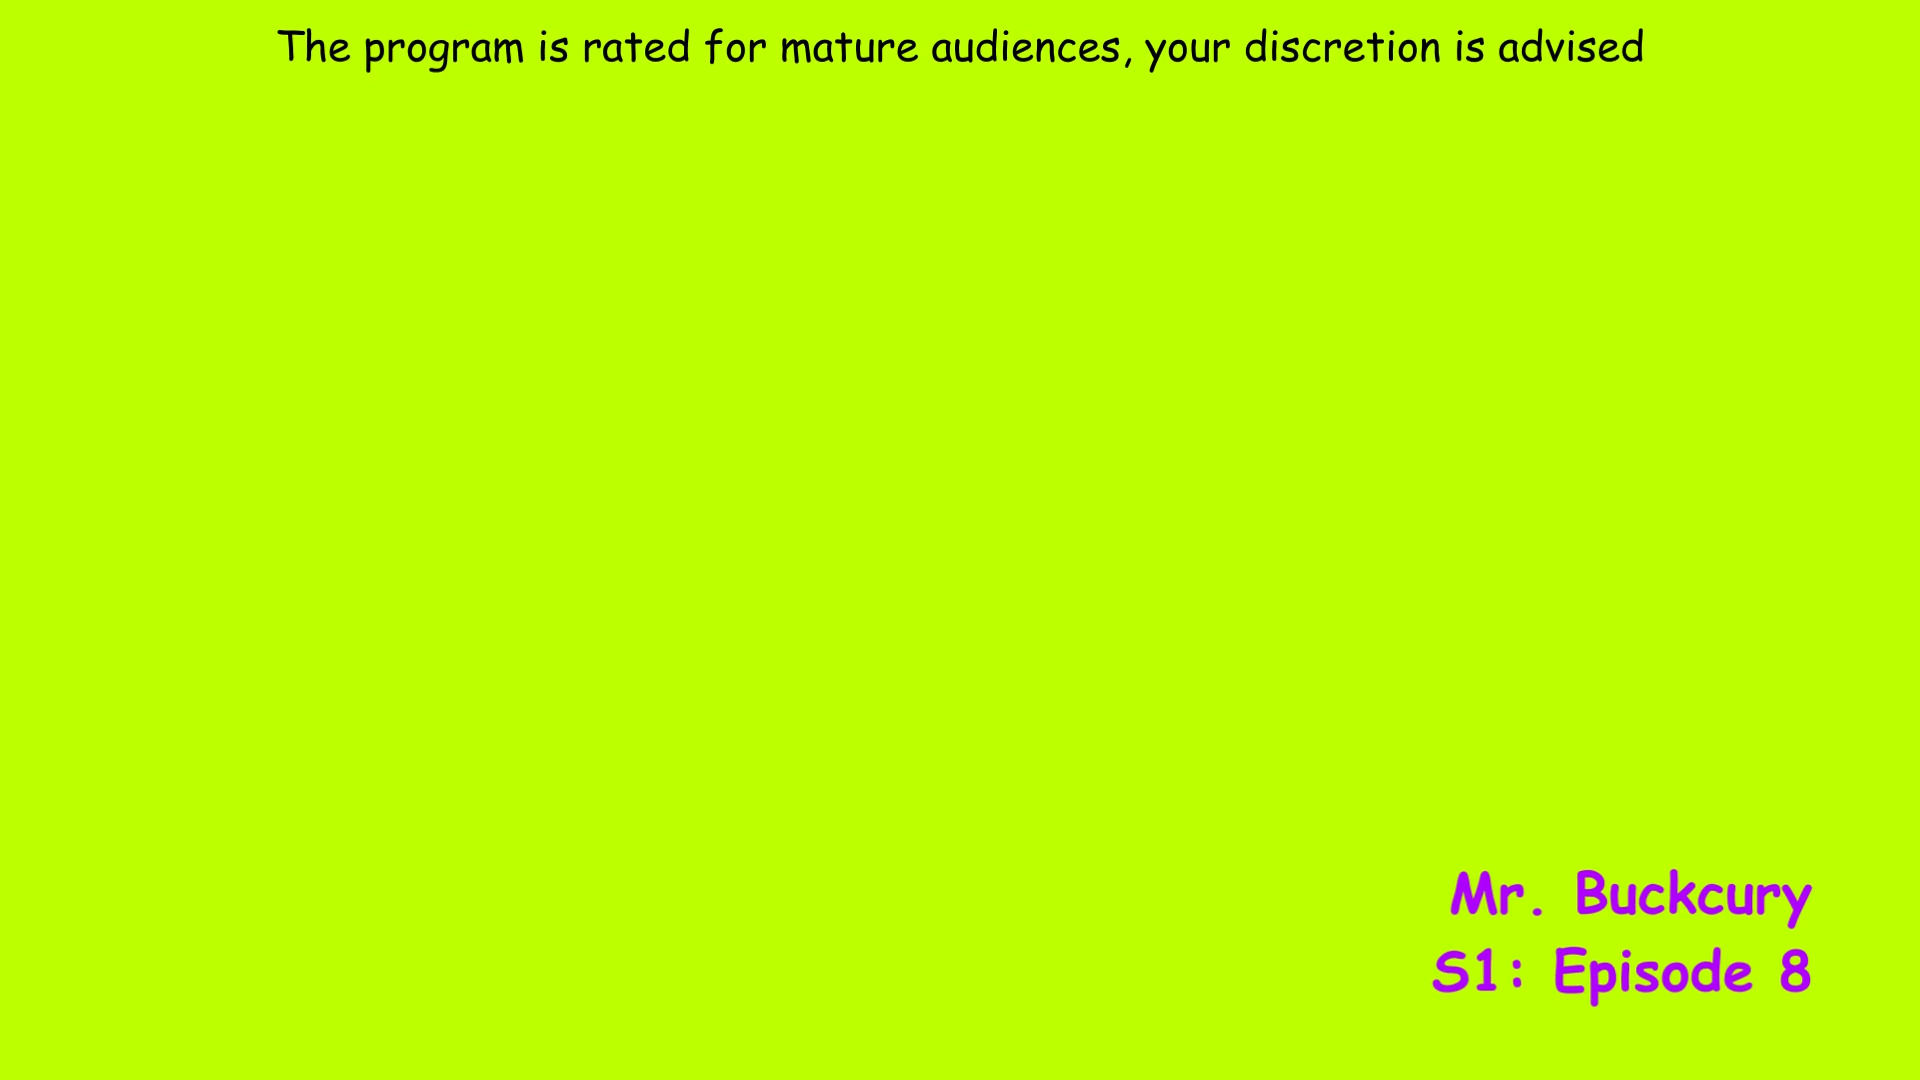 The program is rated for mature audiences, your discretion is advised
Mr. Buckcury
S1: Episode 8